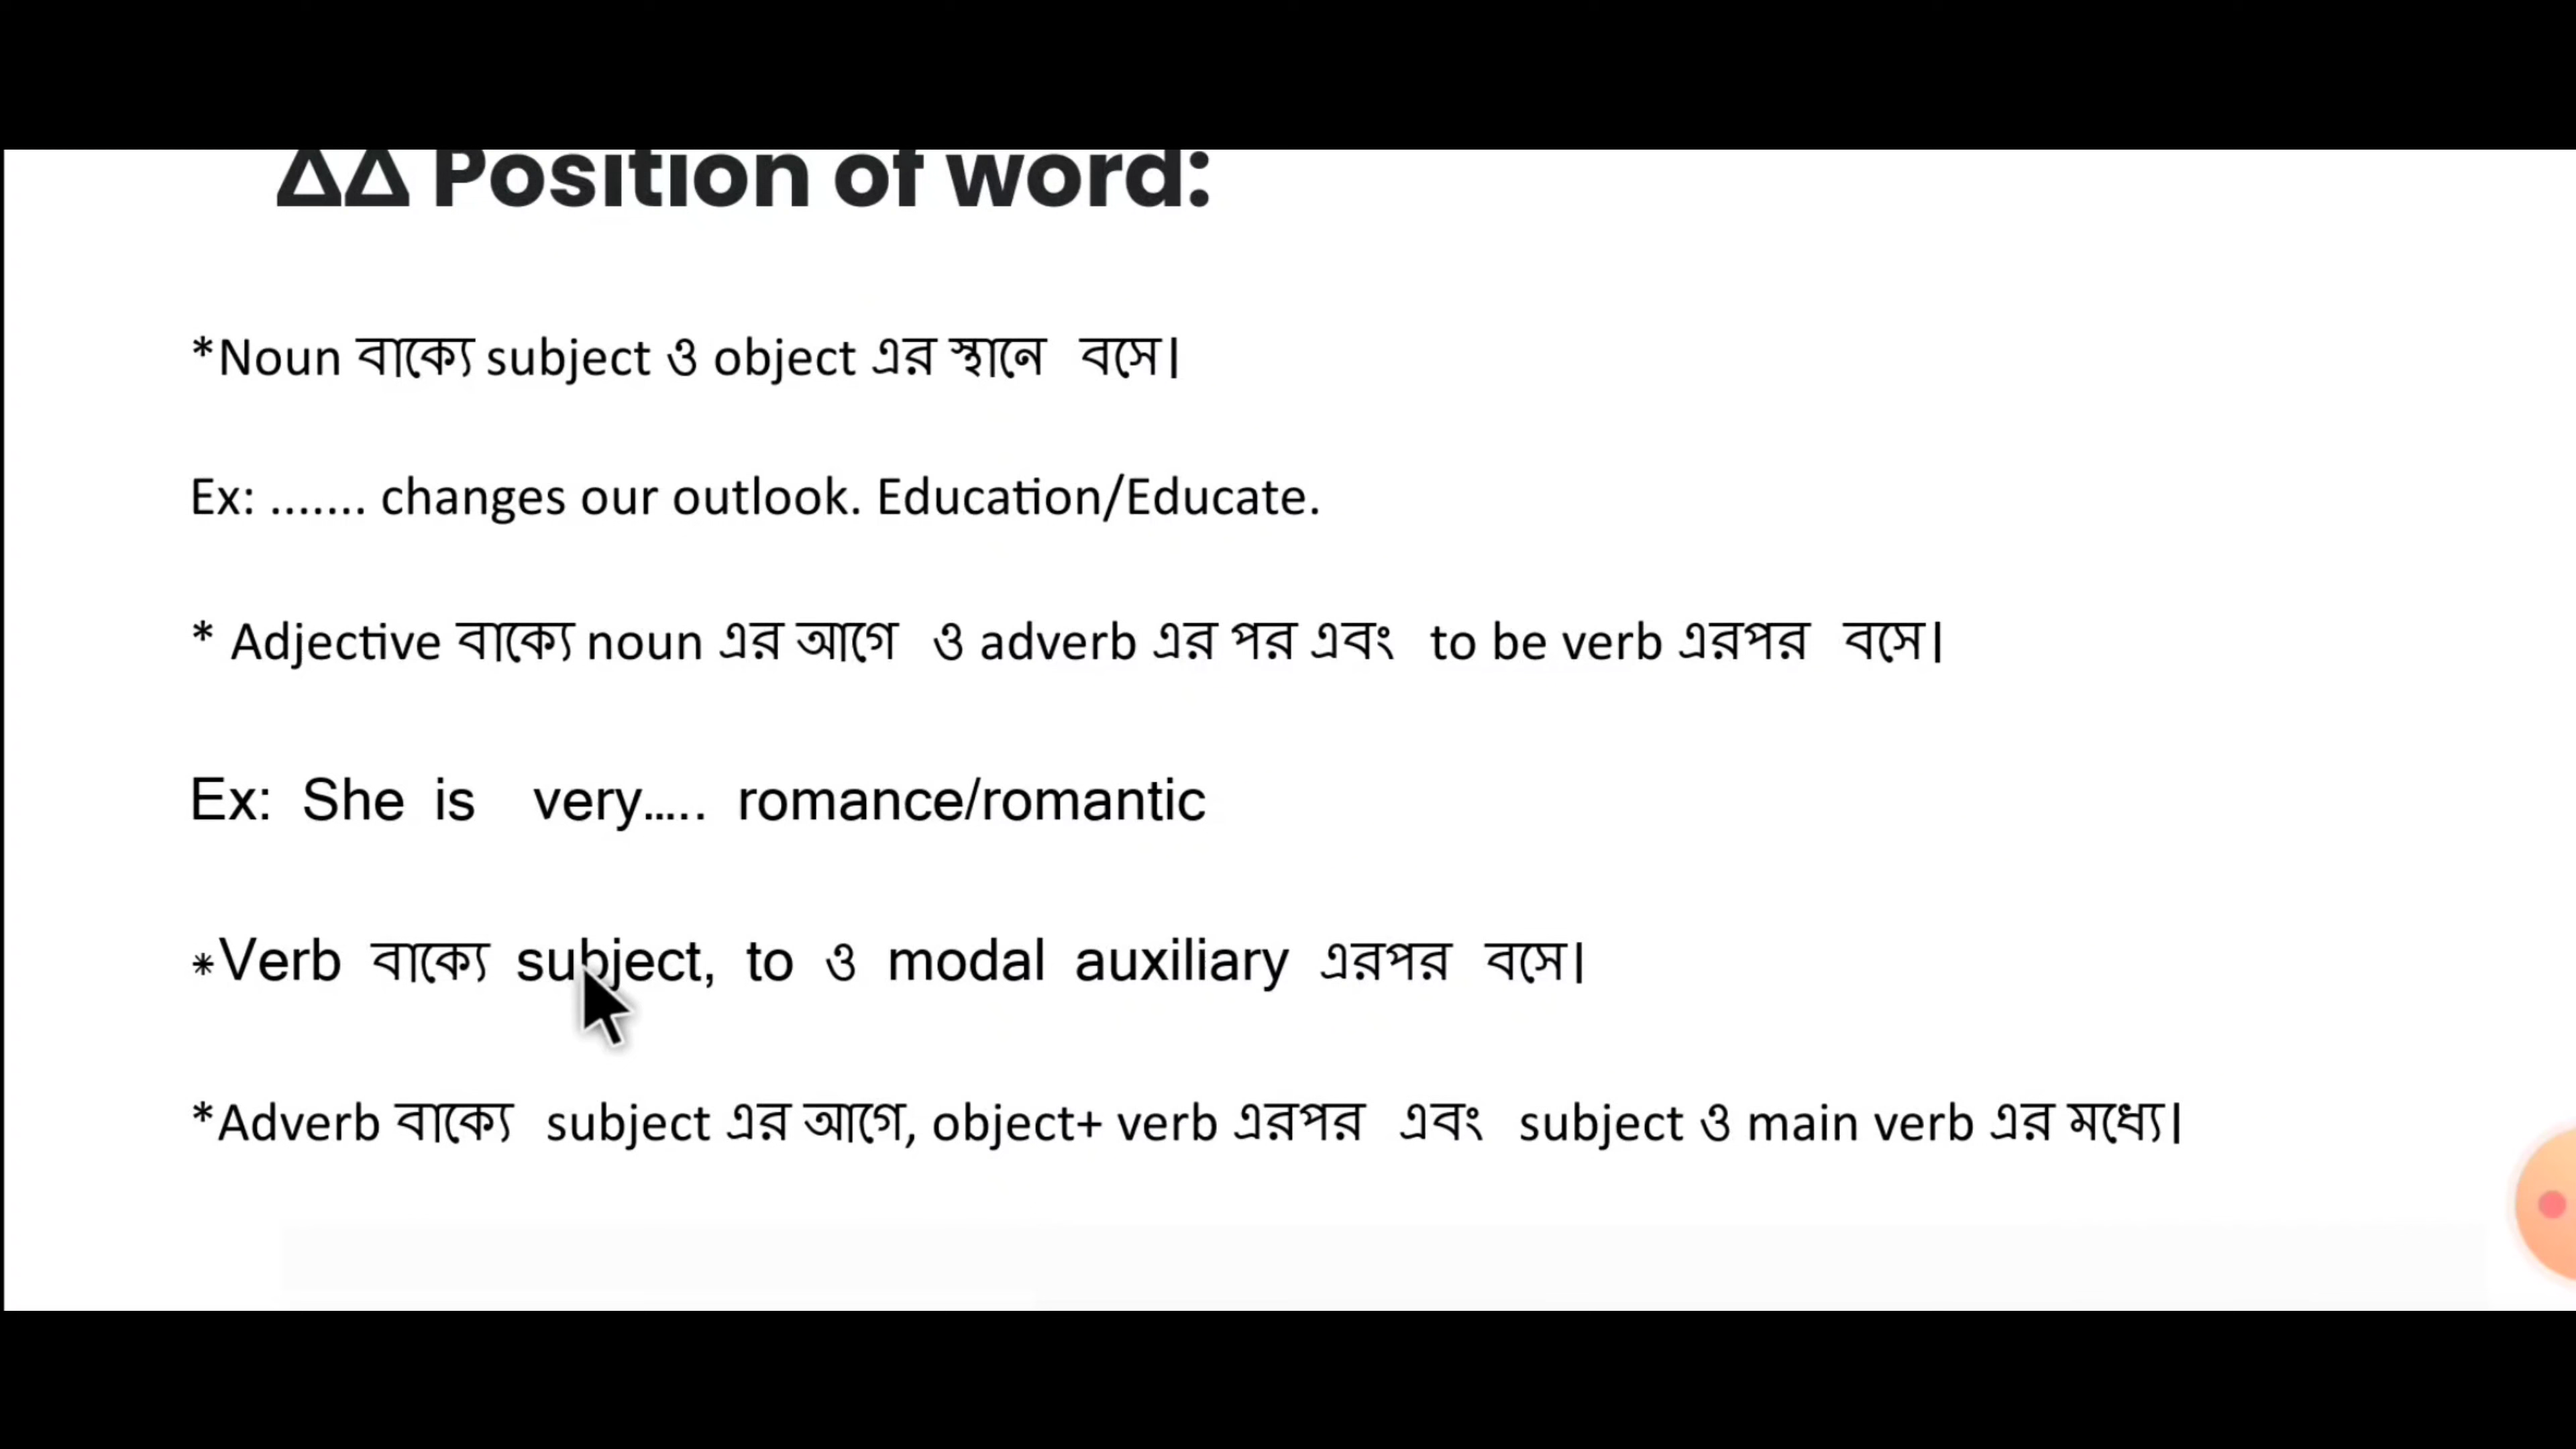 ΔΔ Position of word:
*Noun বাক্যে subject ও object এর স্থানে বসে।
Ex: ....... changes our outlook. Education/Educate.
* Adjective বাক্যে noun এর আগে ও adverb এর পর এবং to be verb এরপর বসে।
Ex: She is very..... romance/romantic
*Verb বাক্যে subject, to ও modal auxiliary এরপর বসে।
*Adverb বাক্যে subject এর আগে, object+ verb এরপর এবং subject ও main verb এর মধ্যে।